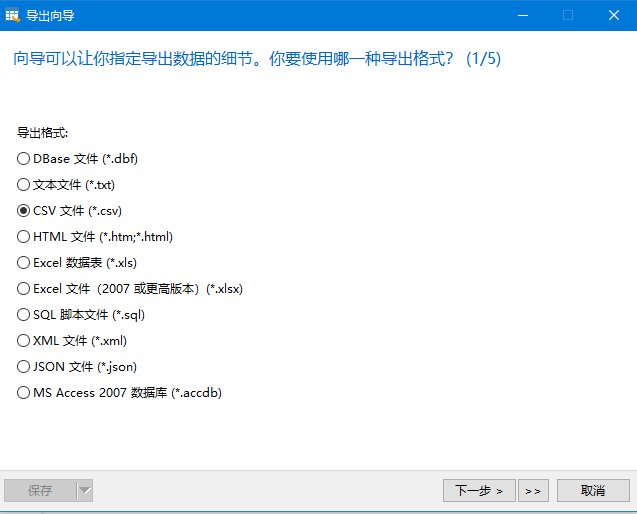 导出向导
向导可以让你指定导出数据的细节。你要使用哪一种导出格式? (1/5)
导出格式:
DBase 文件 (*.dbf)
文本文件 (*.txt)
CSV 文件 (*.csv)
HTML 文件 (*.htm;*.html)
Excel 数据表 (*.xls)
Excel 文件（2007 或更高版本）(*.xlsx)
SQL 脚本文件 (*.sql)
XML 文件 (*.xml)
JSON 文件 (*.json)
MS Access 2007 数据库 (*.accdb)
保存 下一步 > >> 取消